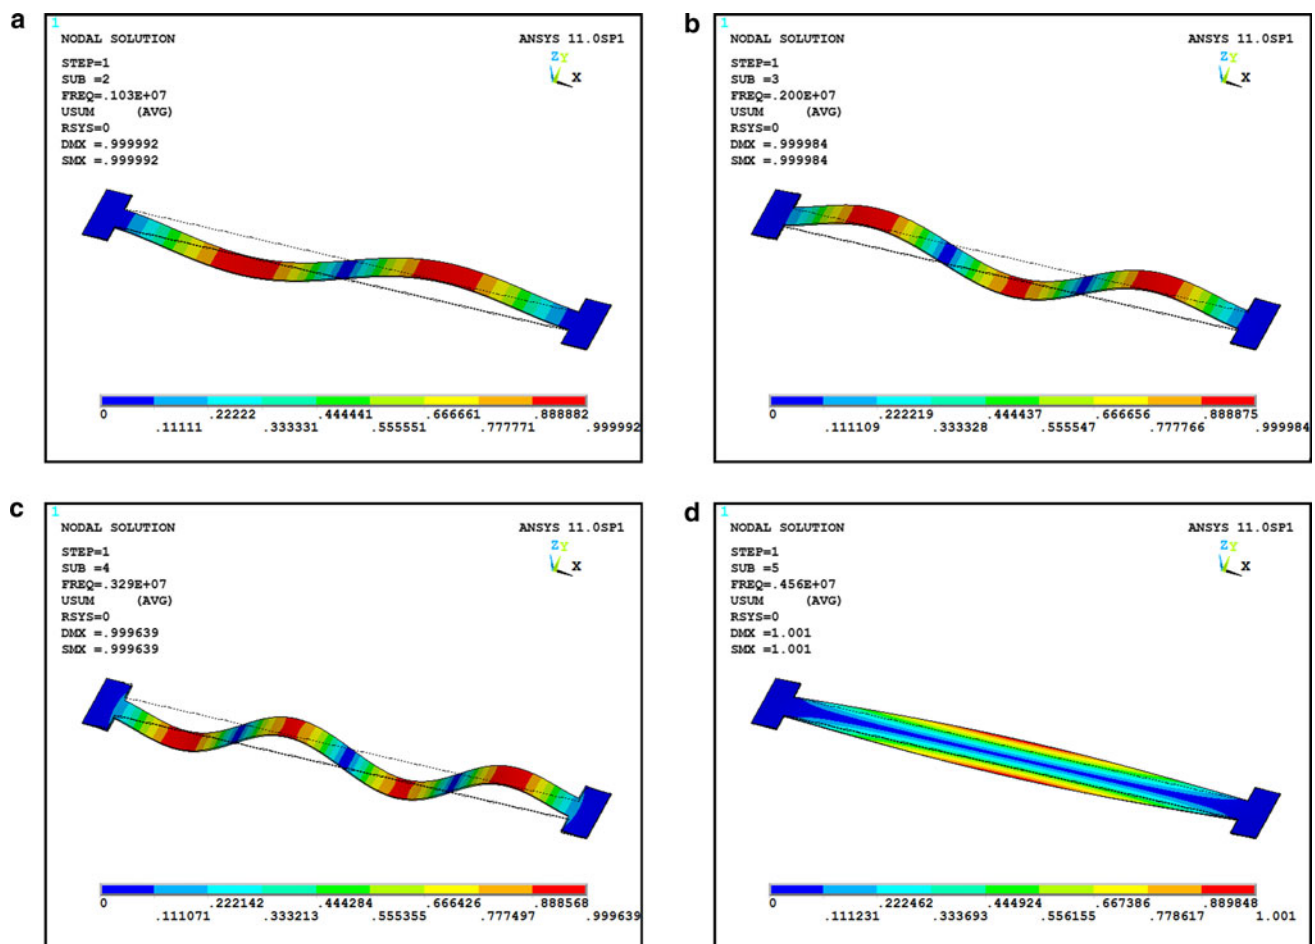 a
1
NODAL SOLUTION
ANSYS 11.0SP1
STEP=1
SUB =2
FREQ=.103E+07
USUM (AVG)
RSYS=0
DMX =.999992
SMX =.999992
ZY
X
0 .22222 .444441 .666661 .888882
.11111 .333331 .555551 .777771 .999992
b
1
NODAL SOLUTION
ANSYS 11.0SP1
STEP=1
SUB =3
FREQ=.200E+07
USUM (AVG)
RSYS=0
DMX =.999984
SMX =.999984
ZY
X
0 .222219 .444437 .666656 .888875
.111109 .333328 .555547 .777766 .999984
c
1
NODAL SOLUTION
ANSYS 11.0SP1
STEP=1
SUB =4
FREQ=.329E+07
USUM (AVG)
RSYS=0
DMX =.999639
SMX =.999639
ZY
X
0 .222142 .444284 .666426 .888568
.111071 .333213 .555355 .777497 .999639
d
1
NODAL SOLUTION
ANSYS 11.0SP1
STEP=1
SUB =5
FREQ=.456E+07
USUM (AVG)
RSYS=0
DMX =1.001
SMX =1.001
ZY
X
0 .222462 .444924 .667386 .889848
.111231 .333693 .556155 .778617 1.001